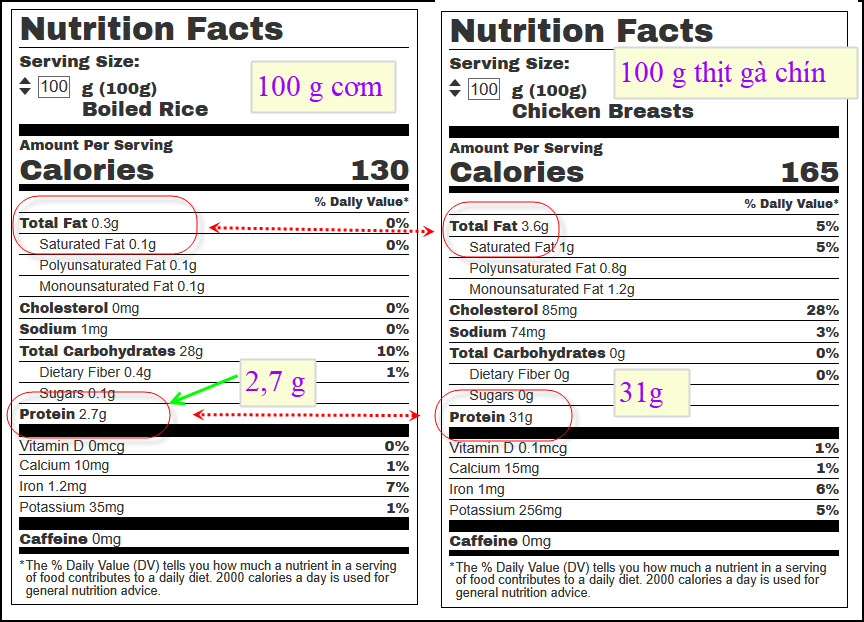 Nutrition Facts
Serving Size:
100 g (100g)
Boiled Rice
100 g cơm
Amount Per Serving
Calories 130
% Daily Value*
Total Fat 0.3g 0%
Saturated Fat 0.1g 0%
Polyunsaturated Fat 0.1g
Monounsaturated Fat 0.1g
Cholesterol 0mg 0%
Sodium 1mg 0%
Total Carbohydrates 28g 10%
Dietary Fiber 0.4g 1%
Sugars 0.1g
2,7 g
Protein 2.7g
Vitamin D 0mcg 0%
Calcium 10mg 1%
Iron 1.2mg 7%
Potassium 35mg 1%
Caffeine 0mg
*The % Daily Value (DV) tells you how much a nutrient in a serving
of food contributes to a daily diet. 2000 calories a day is used for
general nutrition advice.
Nutrition Facts
Serving Size:
100 g (100g)
Chicken Breasts
100 g thịt gà chín
Amount Per Serving
Calories 165
% Daily Value*
Total Fat 3.6g 5%
Saturated Fat 1g 5%
Polyunsaturated Fat 0.8g
Monounsaturated Fat 1.2g
Cholesterol 85mg 28%
Sodium 74mg 3%
Total Carbohydrates 0g 0%
Dietary Fiber 0g 0%
Sugars 0g
31g
Protein 31g
Vitamin D 0.1mcg 1%
Calcium 15mg 1%
Iron 1mg 6%
Potassium 256mg 5%
Caffeine 0mg
*The % Daily Value (DV) tells you how much a nutrient in a serving
of food contributes to a daily diet. 2000 calories a day is used for
general nutrition advice.